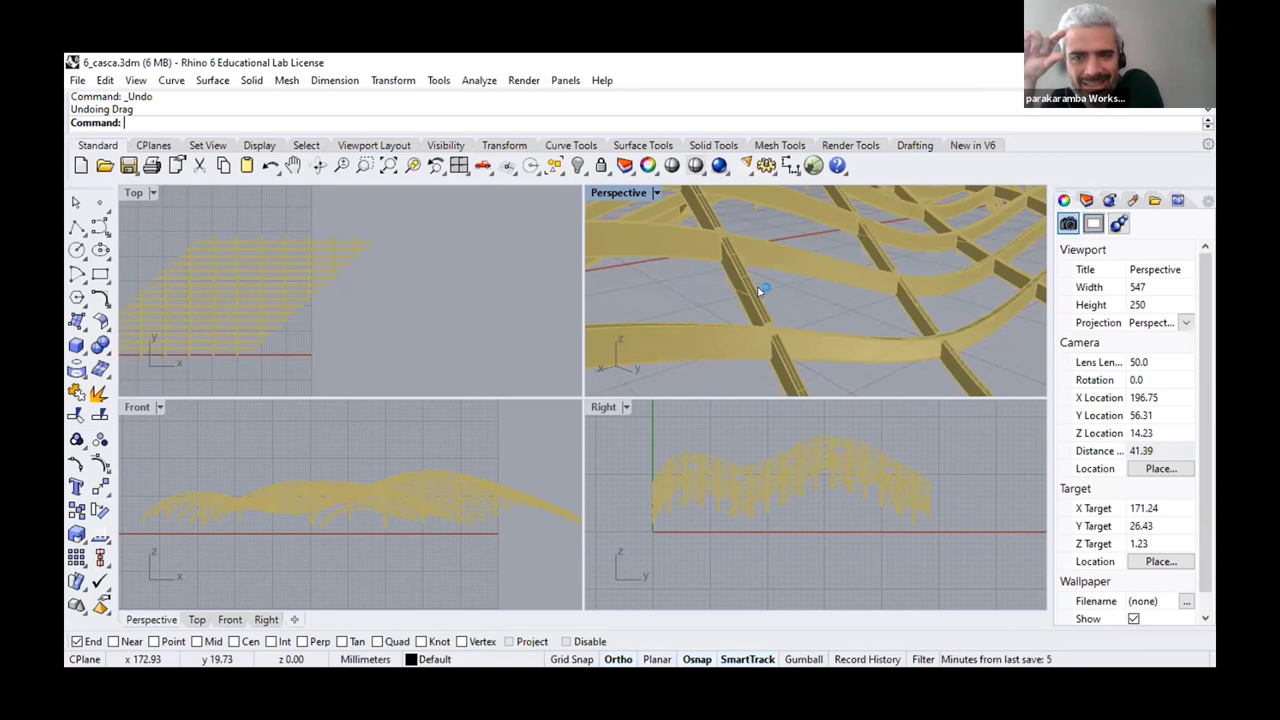 6_casca.3dm (6 MB) - Rhino 6 Educational Lab License
File Edit View Curve Surface Solid Mesh Dimension Transform Tools Analyze Render Panels Help
parakaramba Works...
Command: _Undo
Undoing Drag
Command:
Standard CPlanes Set View Display Select Viewport Layout Visibility Transform Curve Tools Surface Tools Solid Tools Mesh Tools Render Tools Drafting New in V6
Top
Perspective
Viewport
Title Perspective
Width 547
Height 250
Projection Perspect...
Camera
Lens Len... 50.0
Rotation 0.0
X Location 196.75
Y Location 56.31
Z Location 14.23
Distance ... 41.39
Location Place...
Target
X Target 171.24
Y Target 26.43
Z Target 1.23
Location Place...
Wallpaper
Filename (none) ...
Show
y
x
z
x y
Front
Right
z
x
z
y
Perspective Top Front Right
End Near Point Mid Cen Int Perp Tan Quad Knot Vertex Project Disable
CPlane x 172.93 y 19.73 z 0.00 Millimeters Default Grid Snap Ortho Planar Osnap SmartTrack Gumball Record History Filter Minutes from last save: 5